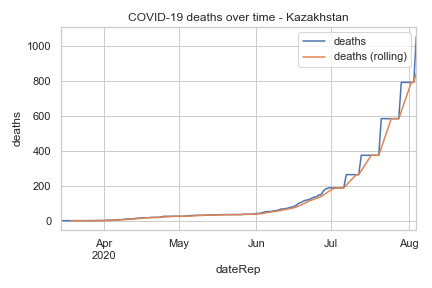 COVID-19 deaths over time - Kazakhstan
deaths
deaths (rolling)
1000
800
600
400
200
0
deaths
Apr
2020
May
Jun
Jul
Aug
dateRep